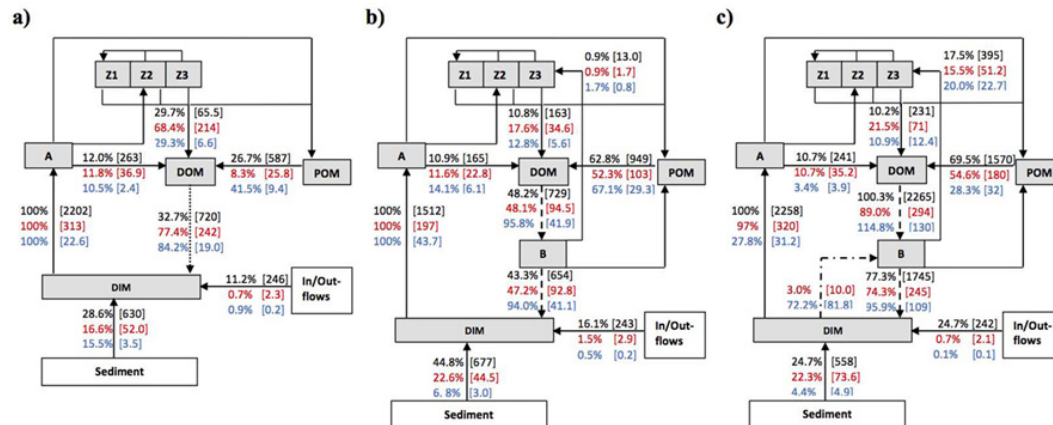 a)
Z1 Z2 Z3
29.7% [65.5]
68.4% [214]
29.3% [6.6]
A
12.0% [263]
11.8% [36.9]
10.5% [2.4]
DOM
26.7% [587]
8.3% [25.8]
41.5% [9.4]
POM
100% [2202]
100% [313]
100% [22.6]
32.7% [720]
77.4% [242]
84.2% [19.0]
DIM
11.2% [246]
0.7% [2.3]
0.9% [0.2]
In/Out-
flows
28.6% [630]
16.6% [52.0]
15.5% [3.5]
Sediment
b)
0.9% [13.0]
0.9% [1.7]
1.7% [0.8]
Z1 Z2 Z3
10.8% [163]
17.6% [34.6]
12.8% [5.6]
A
10.9% [165]
11.6% [22.8]
14.1% [6.1]
DOM
62.8% [949]
52.3% [103]
67.1% [29.3]
POM
100% [1512]
100% [197]
100% [43.7]
48.2% [729]
48.1% [94.5]
95.8% [41.9]
B
43.3% [654]
47.2% [92.8]
94.0% [41.1]
DIM
16.1% [243]
1.5% [2.9]
0.5% [0.2]
In/Out-
flows
44.8% [677]
22.6% [44.5]
6. 8% [3.0]
Sediment
c)
17.5% [395]
15.5% [51.2]
20.0% [22.7]
Z1 Z2 Z3
10.2% [231]
21.5% [71]
10.9% [12.4]
A
10.7% [241]
10.7% [35.2]
3.4% [3.9]
DOM
69.5% [1570]
54.6% [180]
28.3% [32]
POM
100% [2258]
97% [320]
27.8% [31.2]
100.3% [2265]
89.0% [294]
114.8% [130]
B
3.0% [10.0]
72.2% [81.8]
77.3% [1745]
74.3% [245]
95.9% [109]
DIM
24.7% [242]
0.7% [2.1]
0.1% [0.1]
In/Out-
flows
24.7% [558]
22.3% [73.6]
4.4% [4.9]
Sediment